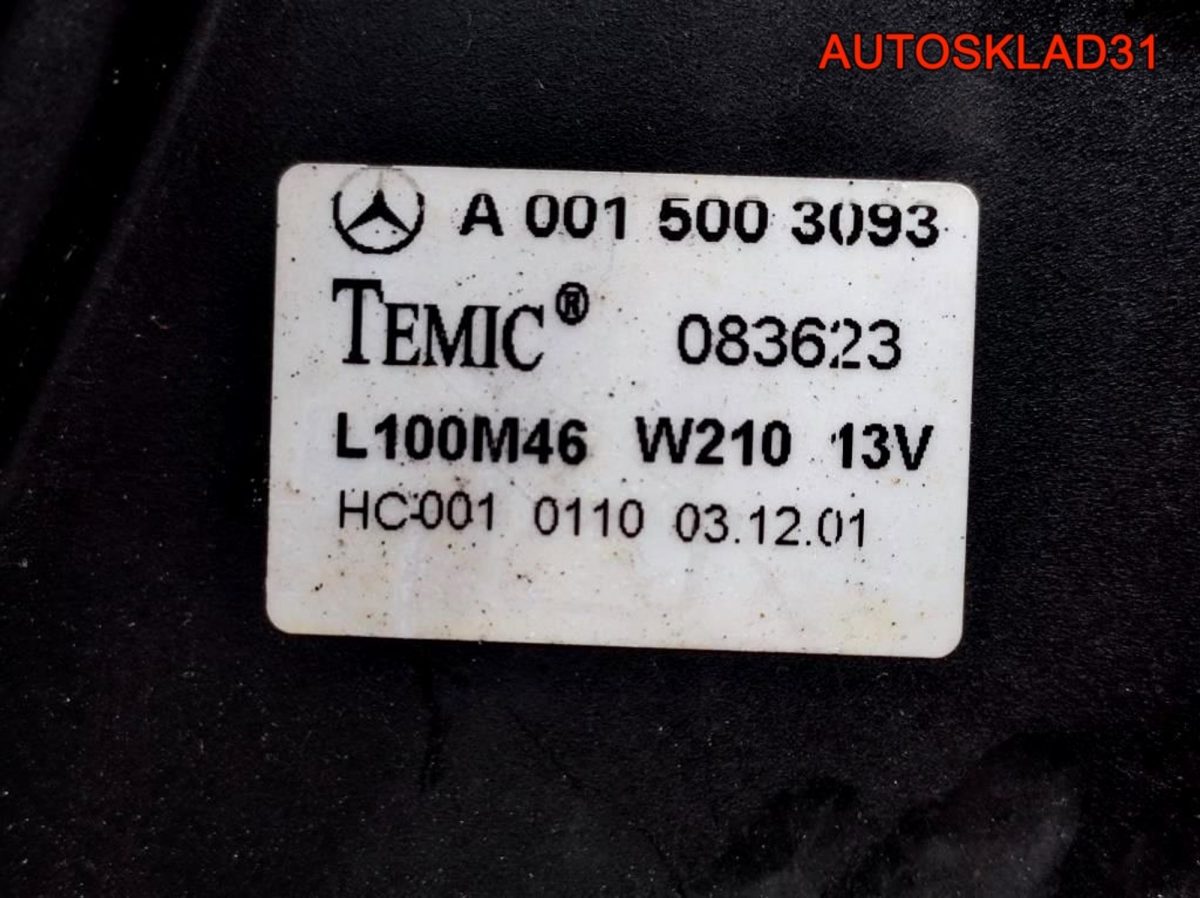 AUTOSKLAD31
A 001 500 3093
TEMIC® 083623
L100M46 W210 13V
HC-001 0110 03.12.01